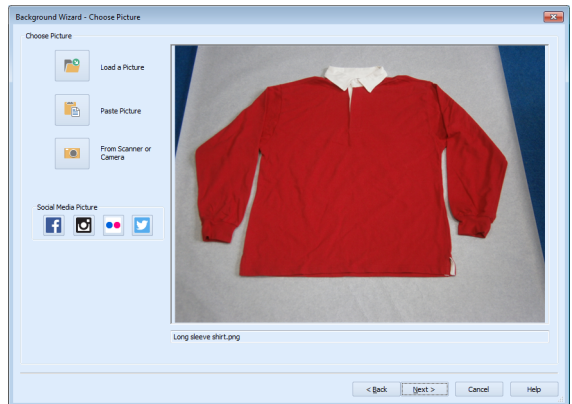 Background Wizard - Choose Picture
Choose Picture
Load a Picture
Paste Picture
From Scanner or
Camera
Social Media Picture
Long sleeve shirt.png
< Back
Next >
Cancel
Help